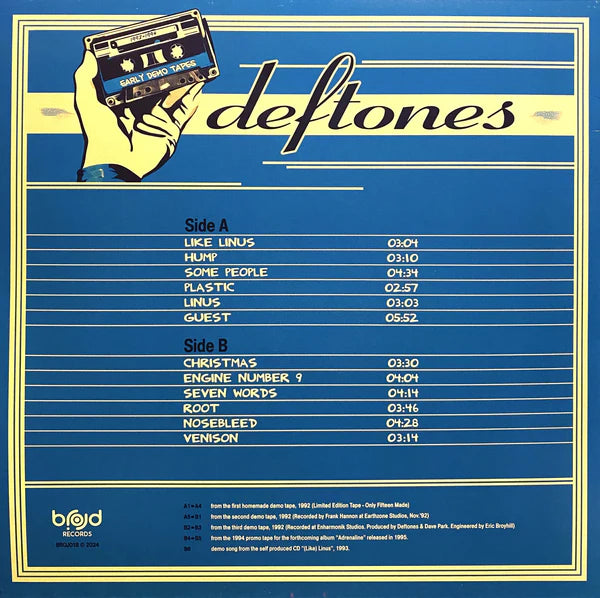 1992-1994
EARLY DEMO TAPES
deftones
Side A
LIKE LINUS 03:04
HUMP 03:10
SOME PEOPLE 04:34
PLASTIC 02:57
LINUS 03:03
GUEST 05:52
Side B
CHRISTMAS 03:30
ENGINE NUMBER 9 04:04
SEVEN WORDS 04:14
ROOT 03:46
NOSEBLEED 04:28
VENISON 03:14
A1-A4 from the first homemade demo tape, 1992 (Limited Edition Tape - Only Fifteen Made)
A5-B1 from the second demo tape, 1992 (Recorded by Frank Hannon at Earthzone Studios, Nov.'92)
B2-B3 from the third demo tape, 1992 (Recorded at Enharmonik Studios. Produced by Deftones & Dave Park. Engineered by Eric Broyhill)
B4-B5 from the 1994 promo tape for the forthcoming album "Adrenaline" released in 1995.
B6 demo song from the self produced CD "(Like) Linus", 1993.
brojd
RECORDS
BROJ018 © 2024